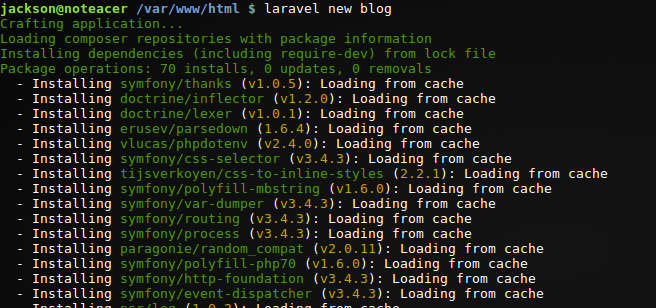 jackson@noteacer /var/www/html $ laravel new blog
Crafting application...
Loading composer repositories with package information
Installing dependencies (including require-dev) from lock file
Package operations: 70 installs, 0 updates, 0 removals
- Installing symfony/thanks (v1.0.5): Loading from cache
- Installing doctrine/inflector (v1.2.0): Loading from cache
- Installing doctrine/lexer (v1.0.1): Loading from cache
- Installing erusev/parsedown (1.6.4): Loading from cache
- Installing vlucas/phpdotenv (v2.4.0): Loading from cache
- Installing symfony/css-selector (v3.4.3): Loading from cache
- Installing tijsverkoyen/css-to-inline-styles (2.2.1): Loading from cache
- Installing symfony/polyfill-mbstring (v1.6.0): Loading from cache
- Installing symfony/var-dumper (v3.4.3): Loading from cache
- Installing symfony/routing (v3.4.3): Loading from cache
- Installing symfony/process (v3.4.3): Loading from cache
- Installing paragonie/random_compat (v2.0.11): Loading from cache
- Installing symfony/polyfill-php70 (v1.6.0): Loading from cache
- Installing symfony/http-foundation (v3.4.3): Loading from cache
- Installing symfony/event-dispatcher (v3.4.3): Loading from cache
- Installing psr/log (1.0.2): Loading from cache